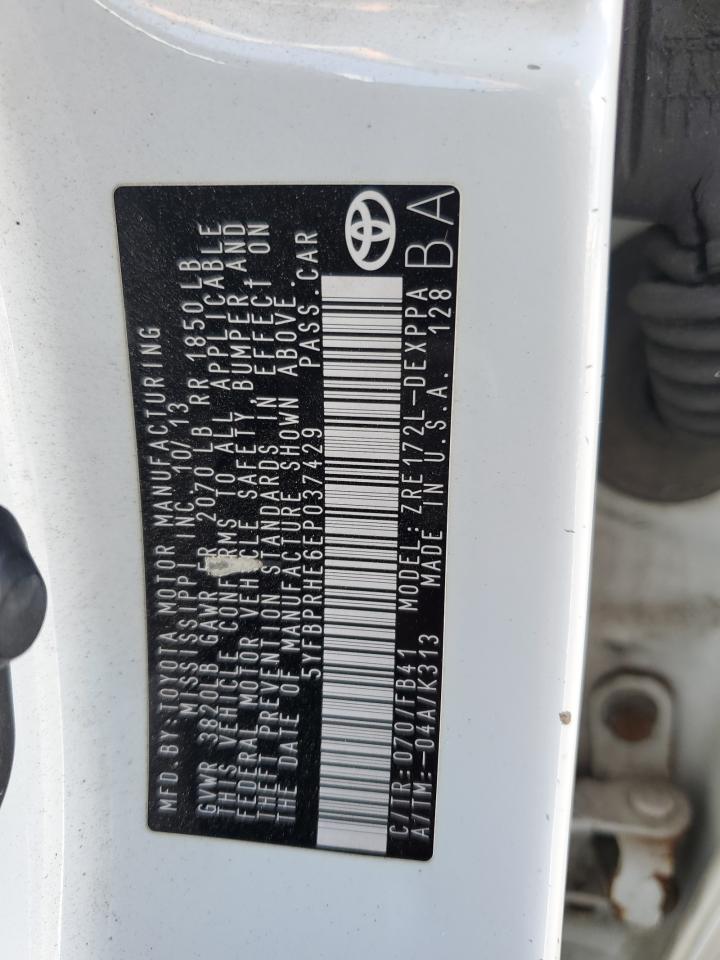 MFD.BY:TOYOTA MOTOR MANUFACTURING
MISSISSIPPI, INC.10/13
GVWR 3820LB GAWR FR 2070LB RR 1850LB
THIS VEHICLE CONFORMS TO ALL APPLICABLE
FEDERAL MOTOR VEHICLE SAFETY,BUMPER,AND
THEFT PREVENTION STANDARDS IN EFFECT ON
THE DATE OF MANUFACTURE SHOWN ABOVE.
5YFBPRHE6EP037429 PASS.CAR
C/TR:070/FB41 MODEL:ZRE172L-DEXPPA
A/TM:-04A/K313 MADE IN U.S.A. 128
BA